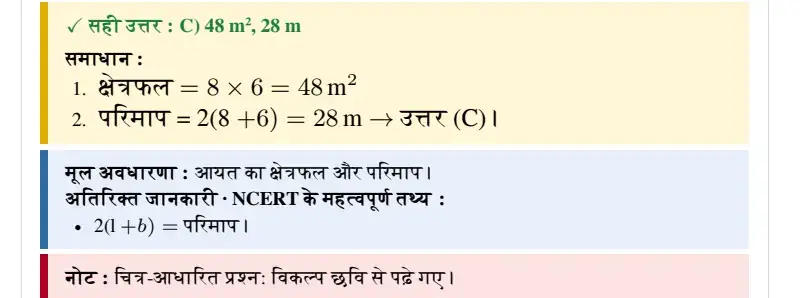 ✓ सही उत्तर : C) 48 m², 28 m
समाधान :
1. क्षेत्रफल = 8 × 6 = 48 m²
2. परिमाप = 2(8 +6) = 28 m → उत्तर (C)।
मूल अवधारणा : आयत का क्षेत्रफल और परिमाप।
अतिरिक्त जानकारी · NCERT के महत्वपूर्ण तथ्य :
• 2(l +b) = परिमाप।
नोट : चित्र-आधारित प्रश्न: विकल्प छवि से पढ़े गए।